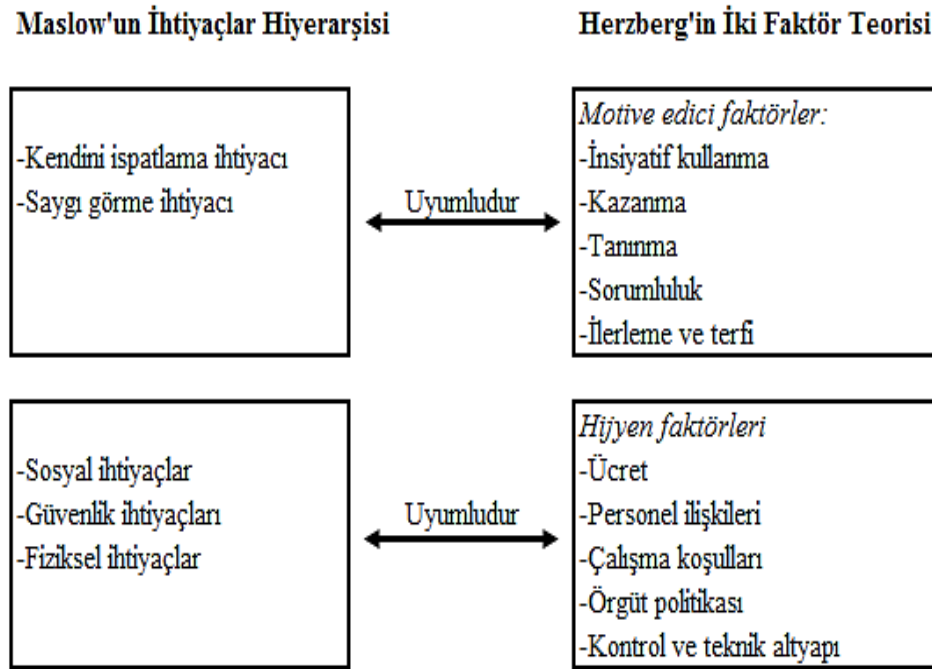 Maslow'un İhtiyaçlar Hiyerarşisi
Herzberg'in İki Faktör Teorisi
-Kendini ispatlama ihtiyacı
-Saygı görme ihtiyacı
Uyumludur
Motive edici faktörler:
-İnsiyatif kullanma
-Kazanma
-Tanınma
-Sorumluluk
-İlerleme ve terfi
-Sosyal ihtiyaçlar
-Güvenlik ihtiyaçları
-Fiziksel ihtiyaçlar
Uyumludur
Hijyen faktörleri
-Ücret
-Personel ilişkileri
-Çalışma koşulları
-Örgüt politikası
-Kontrol ve teknik altyapı